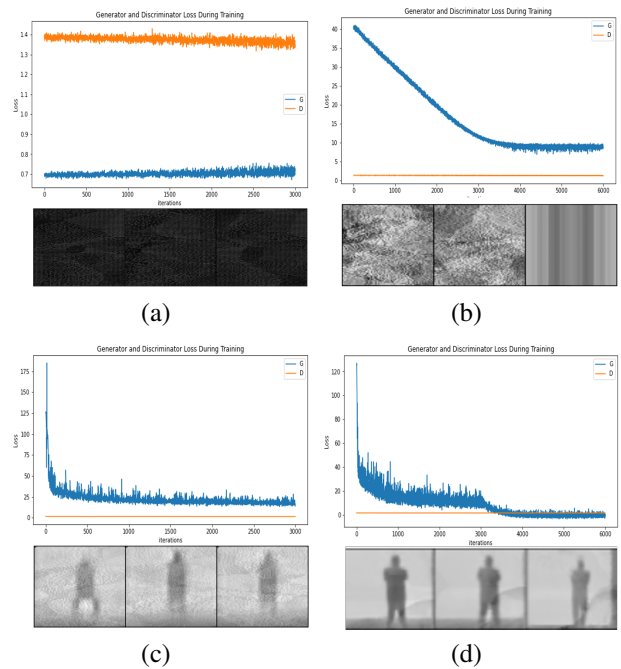 Generator and Discriminator Loss During Training
1.4
1.3
1.2
1.1
1.0
0.9
0.8
0.7
Loss
G
D
0
500
1000
1500
2000
2500
3000
iterations
(a)
Generator and Discriminator Loss During Training
40
35
30
25
20
15
10
5
0
Loss
G
D
0
1000
2000
3000
4000
5000
6000
(b)
Generator and Discriminator Loss During Training
175
150
125
100
75
50
25
0
Loss
G
D
0
500
1000
1500
2000
2500
3000
iterations
(c)
Generator and Discriminator Loss During Training
120
100
80
60
40
20
0
Loss
G
D
0
1000
2000
3000
4000
5000
6000
iterations
(d)